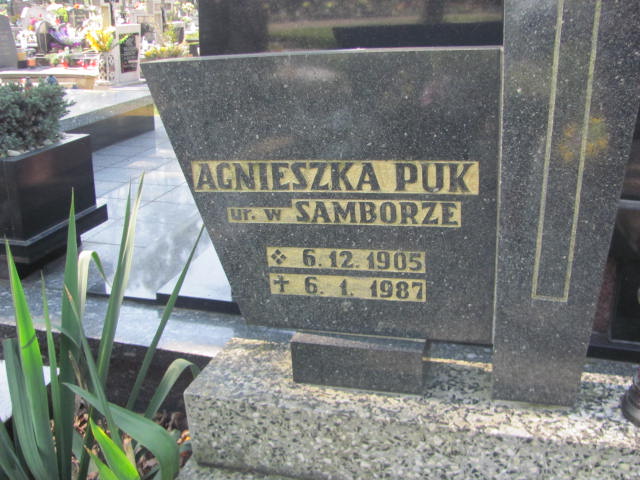 AGNIESZKA PUK
ur. w SAMBORZE
6. 12. 1905
6. 1. 1987